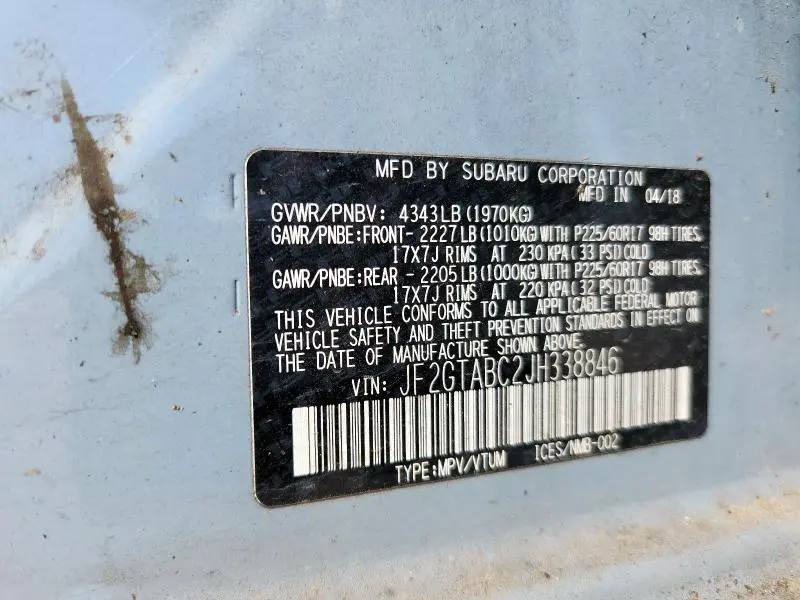 MFD BY SUBARU CORPORATION
MFD IN 04/18
GVWR/PNBV: 4343LB(1970KG)
GAWR/PNBE:FRONT- 2227LB(1010KG)WITH P225/60R17 98H TIRES,
17X7J RIMS AT 230 KPA(33 PSI)COLD
GAWR/PNBE:REAR - 2205LB(1000KG)WITH P225/60R17 98H TIRES,
17X7J RIMS AT 220 KPA(32 PSI)COLD
THIS VEHICLE CONFORMS TO ALL APPLICABLE FEDERAL MOTOR
VEHICLE SAFETY AND THEFT PREVENTION STANDARDS IN EFFECT ON
THE DATE OF MANUFACTURE SHOWN ABOVE.
VIN: JF2GTABC2JH338846
TYPE:MPV/VTUM ICES/NMB-002